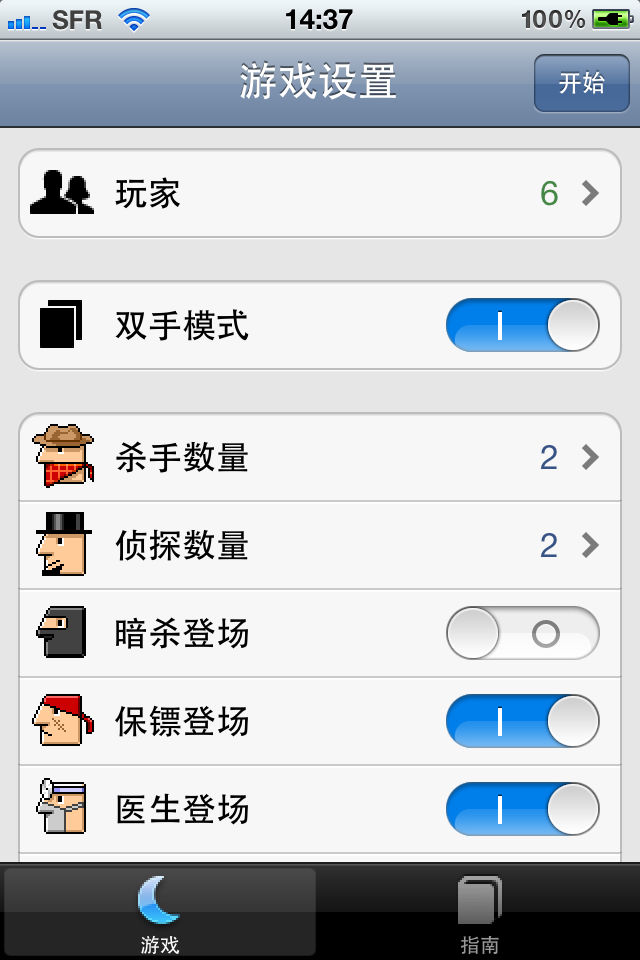 SFR 14:37 100%
游戏设置 开始
玩家 6
双手模式
杀手数量 2
侦探数量 2
暗杀登场
保镖登场
医生登场
游戏 指南